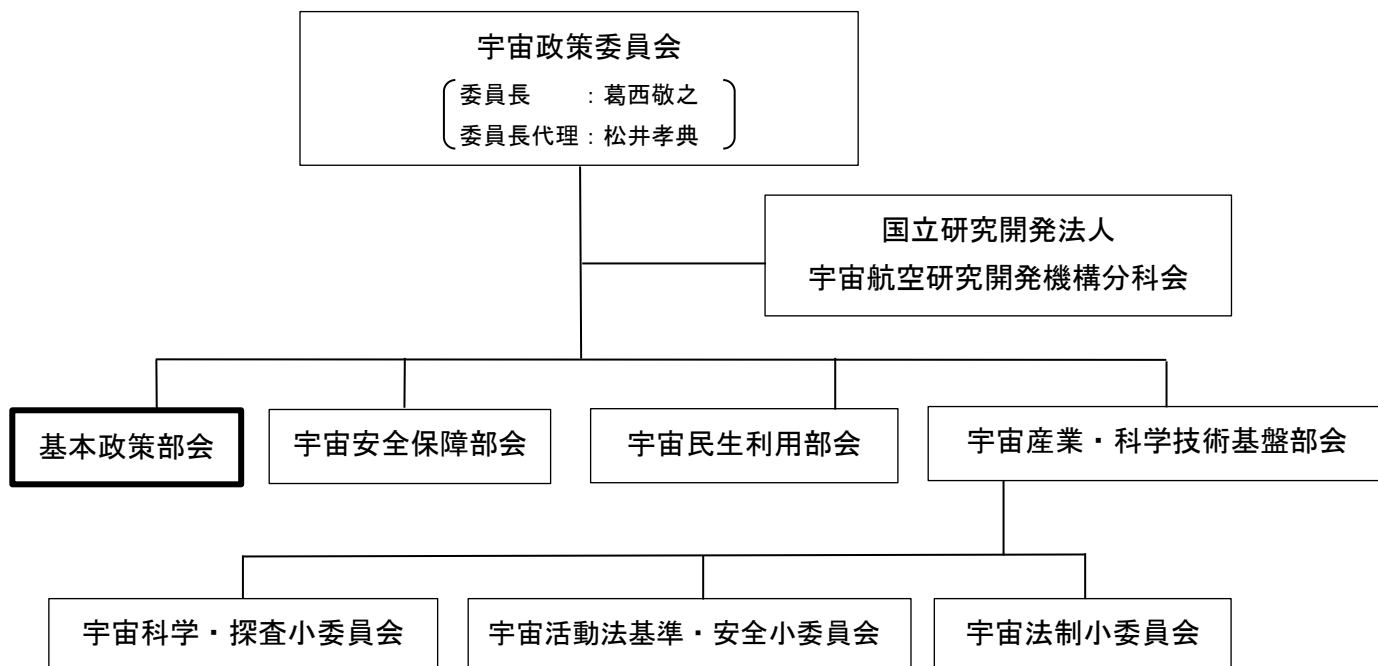 宇宙政策委員会
委員長　　：葛西敬之
委員長代理：松井孝典
国立研究開発法人
宇宙航空研究開発機構分科会
基本政策部会
宇宙安全保障部会
宇宙民生利用部会
宇宙産業・科学技術基盤部会
宇宙科学・探査小委員会
宇宙活動法基準・安全小委員会
宇宙法制小委員会